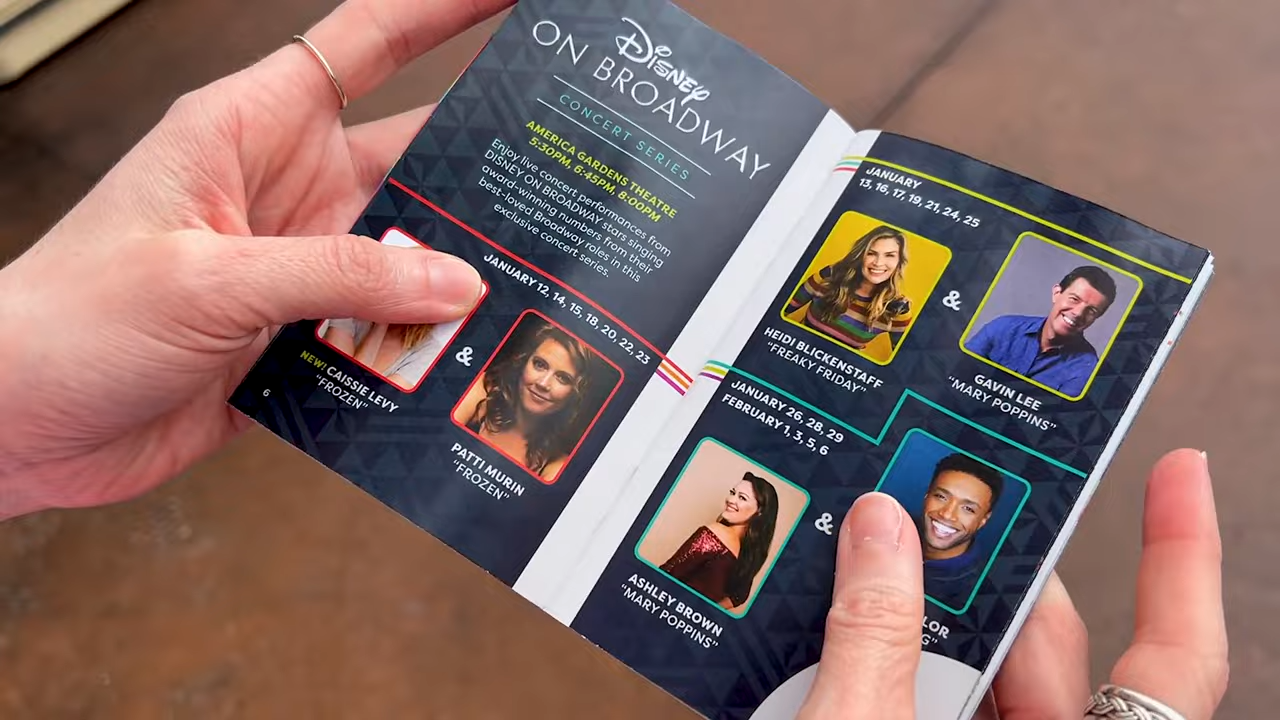 DISNEY
ON BROADWAY
CONCERT SERIES
AMERICA GARDENS THEATRE
5:30PM, 6:45PM, 8:00PM
Enjoy live concert performances from
DISNEY ON BROADWAY stars singing
award-winning numbers from their
best-loved Broadway roles in this
exclusive concert series.
JANUARY 12, 14, 15, 18, 20, 22, 23
&
NEW! CAISSIE LEVY
"FROZEN"
PATTI MURIN
"FROZEN"
6
JANUARY
13, 16, 17, 19, 21, 24, 25
&
HEIDI BLICKENSTAFF
"FREAKY FRIDAY"
GAVIN LEE
"MARY POPPINS"
JANUARY 26, 28, 29
FEBRUARY 1, 3, 5, 6
&
ASHLEY BROWN
"MARY POPPINS"